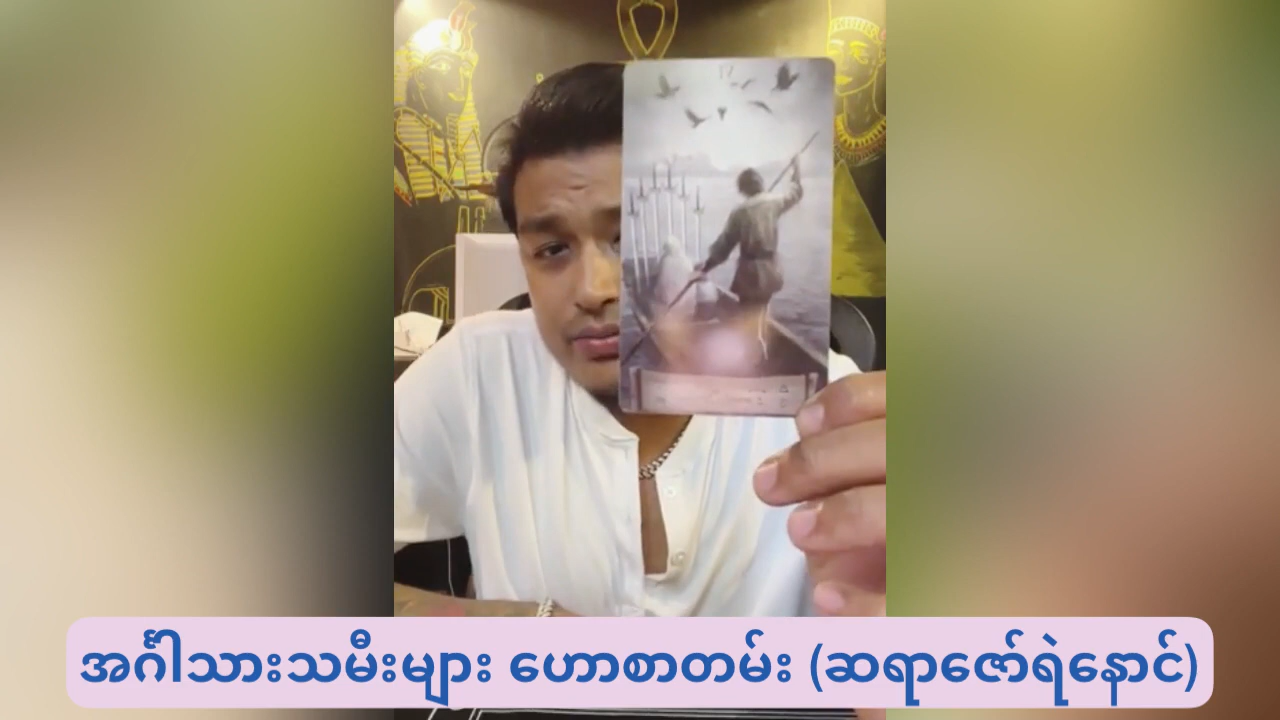 အင်္ဂါသားသမီးများ ဟောစာတမ်း (ဆရာဇော်ရဲနောင်)